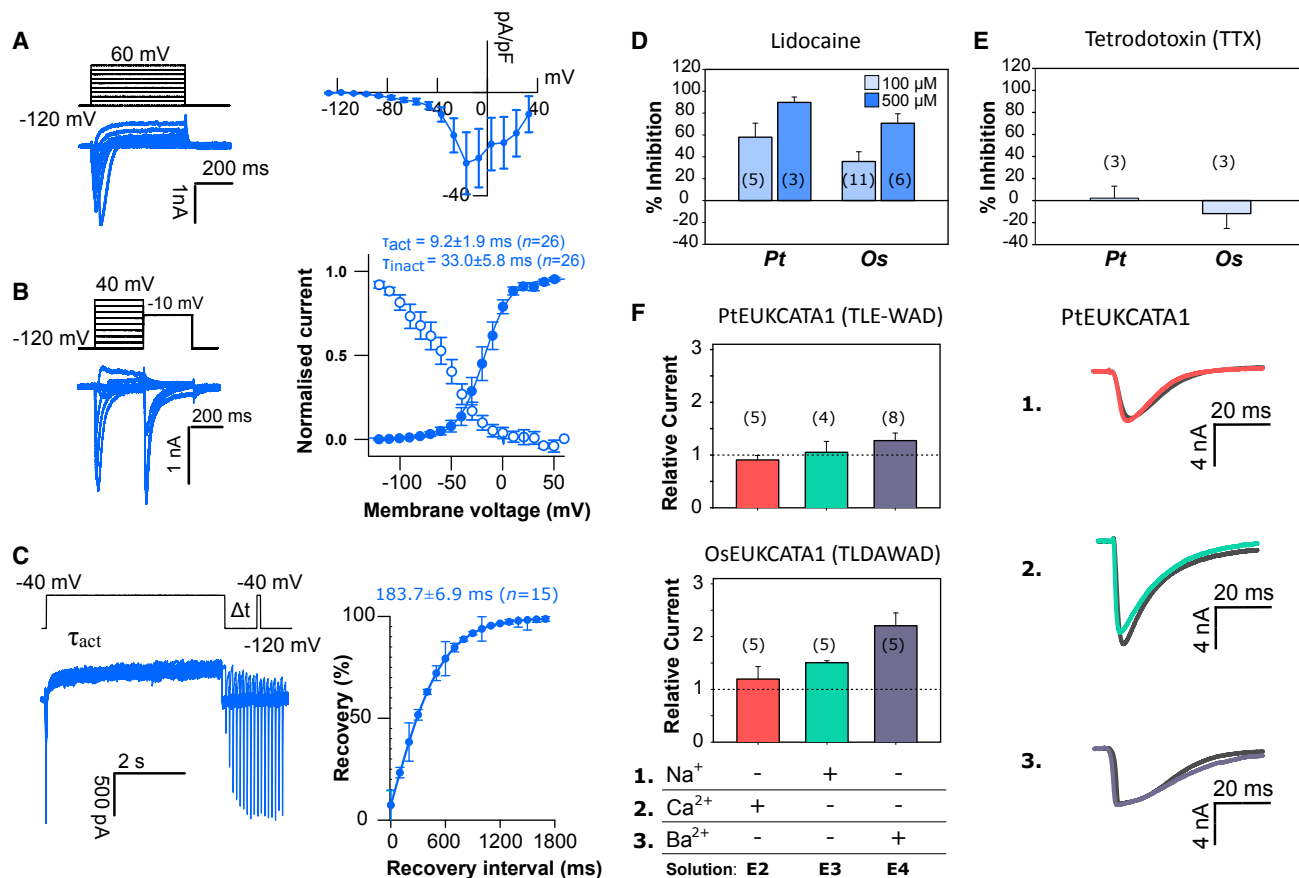 A
60 mV
-120 mV
200 ms
1nA
pA/pF
mV
-120 -80 -40 0 40
-40
B
40 mV
-10 mV
-120 mV
200 ms
1 nA
τact = 9.2±1.9 ms (n=26)
τinact = 33.0±5.8 ms (n=26)
Normalised current
1.0
0.5
0.0
-100 -50 0 50
Membrane voltage (mV)
C
-40 mV
Δt
-40 mV
-120 mV
τact
2 s
500 pA
183.7±6.9 ms (n=15)
Recovery (%)
100
50
0
0 600 1200 1800
Recovery interval (ms)
D
Lidocaine
% Inhibition
120
100
80
60
40
20
0
-20
-40
100 µM
500 µM
(5) (3) (11) (6)
Pt Os
E
Tetrodotoxin (TTX)
% Inhibition
120
100
80
60
40
20
0
-20
-40
(3) (3)
Pt Os
F
PtEUKCATA1 (TLE-WAD)
Relative Current
3
2
1
0
(5) (4) (8)
OsEUKCATA1 (TLDAWAD)
Relative Current
3
2
1
0
(5) (5) (5)
1. Na+ - + -
2. Ca2+ + - -
3. Ba2+ - - +
Solution: E2 E3 E4
PtEUKCATA1
1.
20 ms
4 nA
2.
20 ms
4 nA
3.
20 ms
4 nA